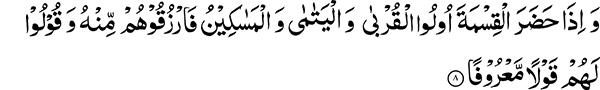 وَ اِذَا حَضَرَ الْقِسْمَةَ اُولُوا الْقُرْبٰی وَ الْیَتٰمٰی وَ الْمَسٰكِیْنُ فَارْزُقُوْهُمْ مِّنْهُ وَ قُوْلُوْا
لَهُمْ قَوْلًا مَّعْرُوْفًا ۝۸